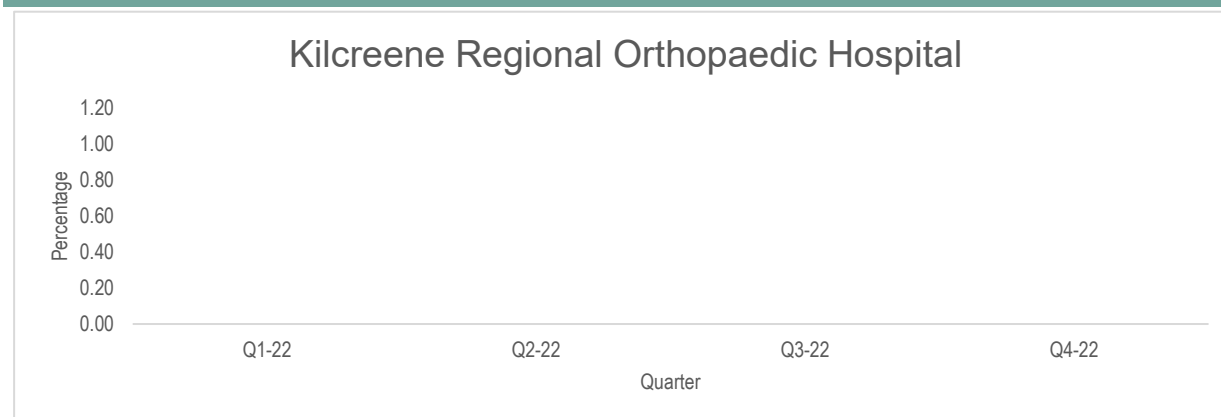 Kilcreene Regional Orthopaedic Hospital
1.20
1.00
0.80
0.60
0.40
0.20
0.00
Percentage
Q1-22 Q2-22 Q3-22 Q4-22
Quarter